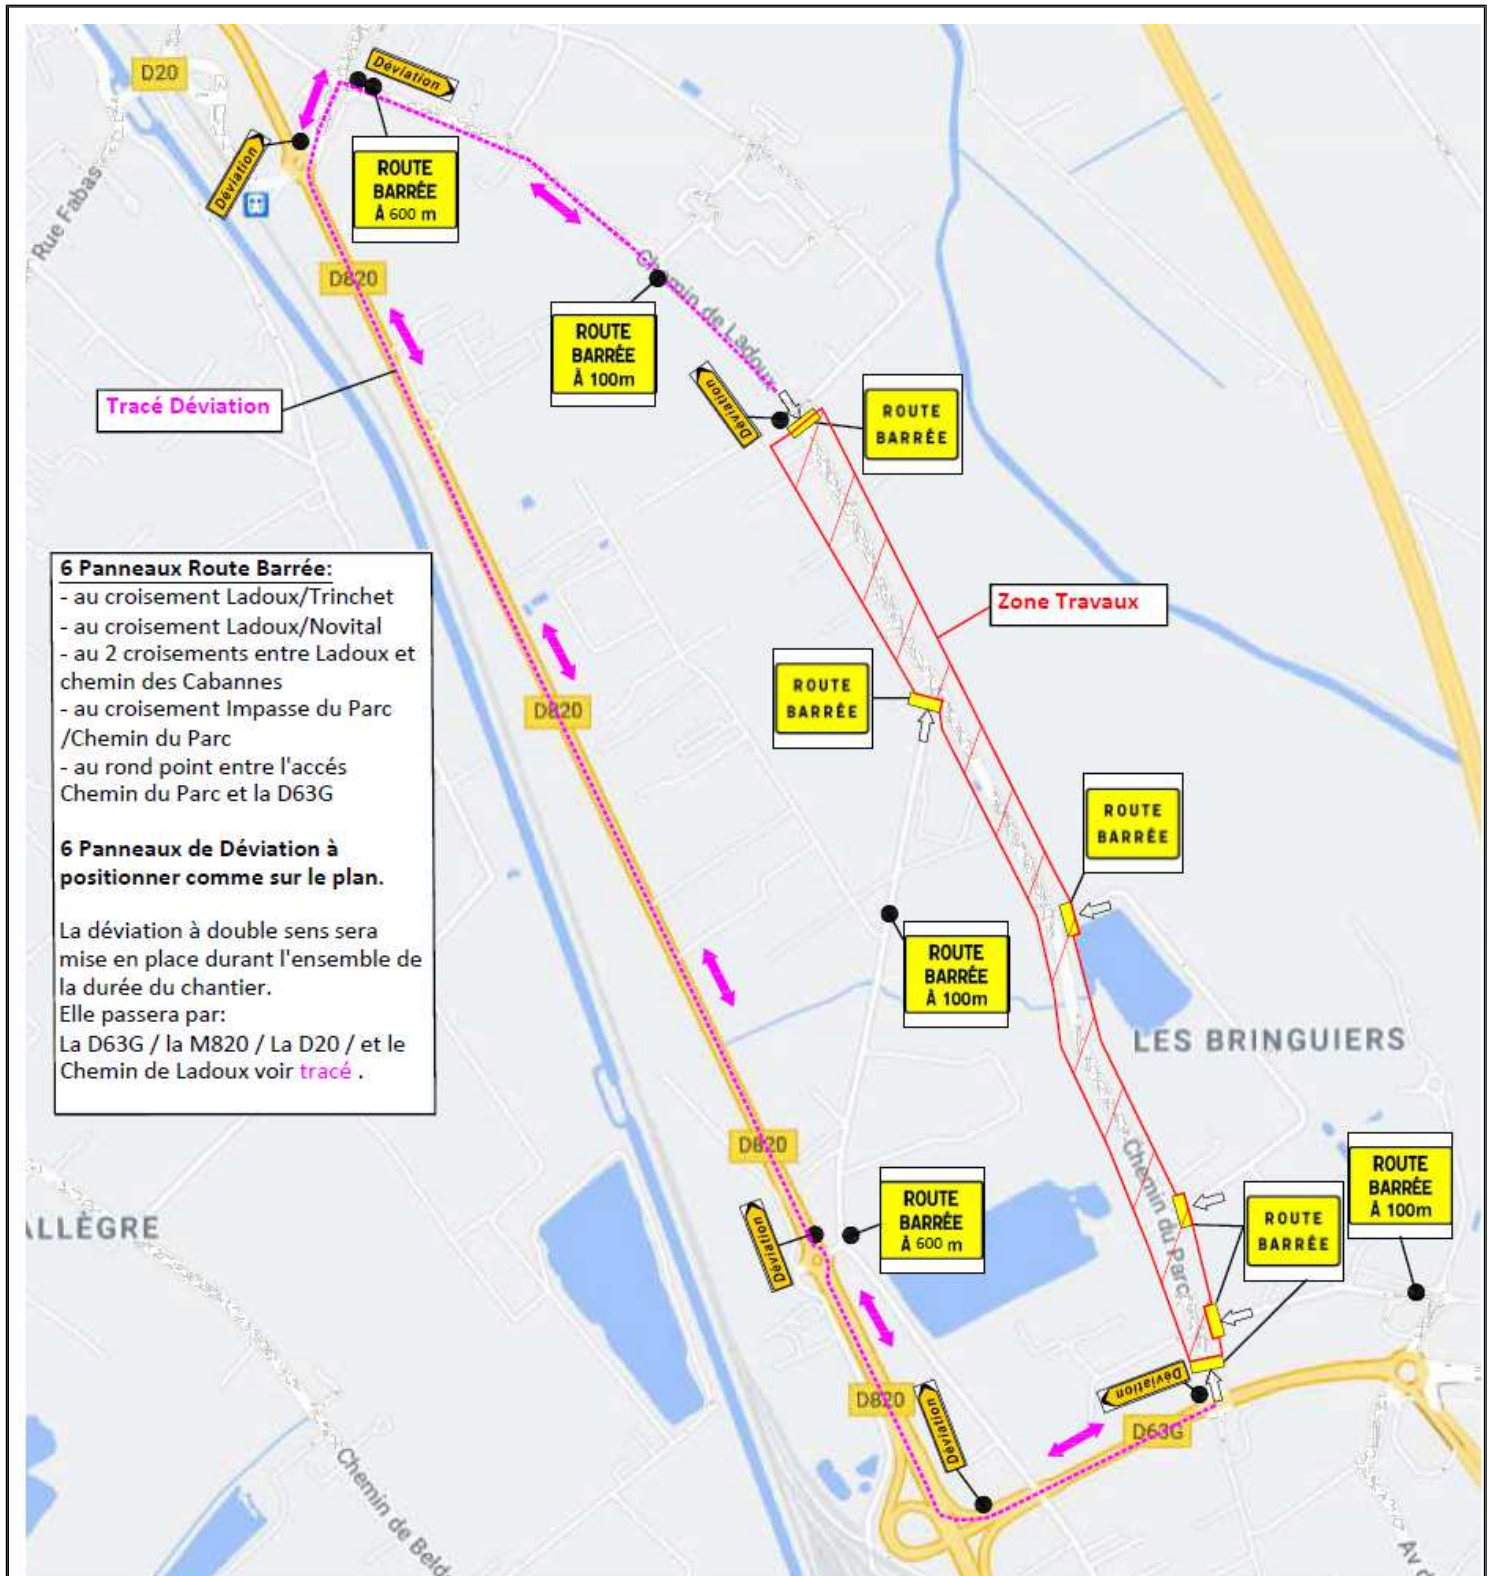 D20
Déviation
Déviation
Rue Fabas
ROUTE
BARRÉE
À 600 m
D820
Chemin de Ladoux
ROUTE
BARRÉE
À 100m
Déviation
ROUTE
BARRÉE
Tracé Déviation
6 Panneaux Route Barrée:
- au croisement Ladoux/Trinchet
- au croisement Ladoux/Novital
- au 2 croisements entre Ladoux et
chemin des Cabannes
- au croisement Impasse du Parc
/Chemin du Parc
- au rond point entre l'accés
Chemin du Parc et la D63G
6 Panneaux de Déviation à
positionner comme sur le plan.
La déviation à double sens sera
mise en place durant l'ensemble de
la durée du chantier.
Elle passera par:
La D63G / la M820 / La D20 / et le
Chemin de Ladoux voir tracé .
Zone Travaux
ROUTE
BARRÉE
D820
ROUTE
BARRÉE
ROUTE
BARRÉE
À 100m
LES BRINGUIERS
D820
Chemin du Parc
ROUTE
BARRÉE
À 100m
ROUTE
BARRÉE
À 600 m
ROUTE
BARRÉE
ALLÈGRE
Déviation
Déviation
D820
Déviation
D63G
Chemin de Beld
Av d